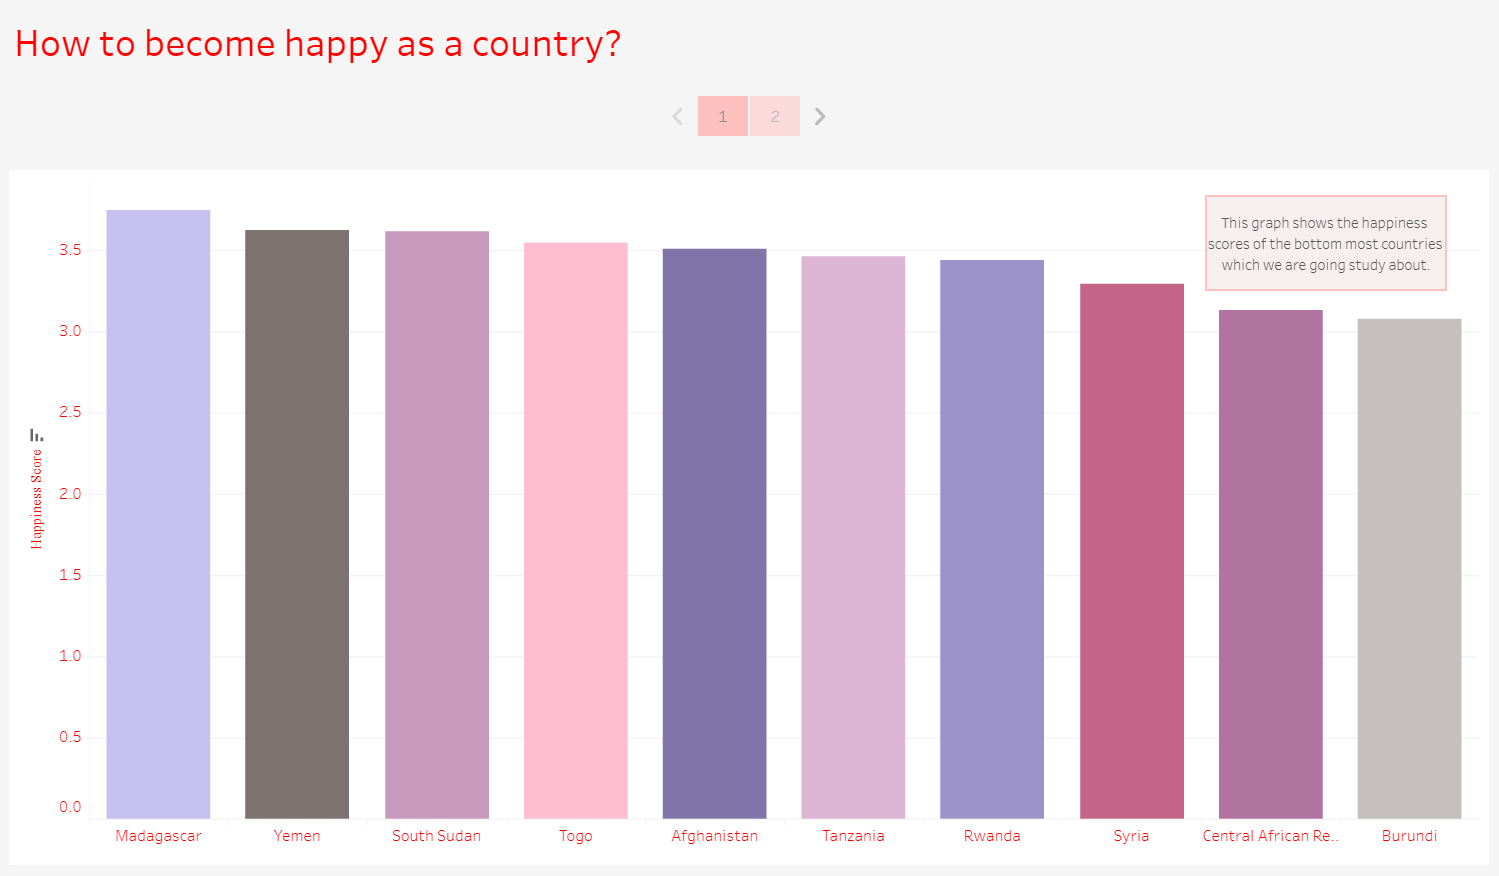 How to become happy as a country?
1
2
This graph shows the happiness
scores of the bottom most countries
which we are going study about.
3.5
3.0
2.5
2.0
1.5
1.0
0.5
0.0
Happiness Score
Madagascar
Yemen
South Sudan
Togo
Afghanistan
Tanzania
Rwanda
Syria
Central African Re..
Burundi